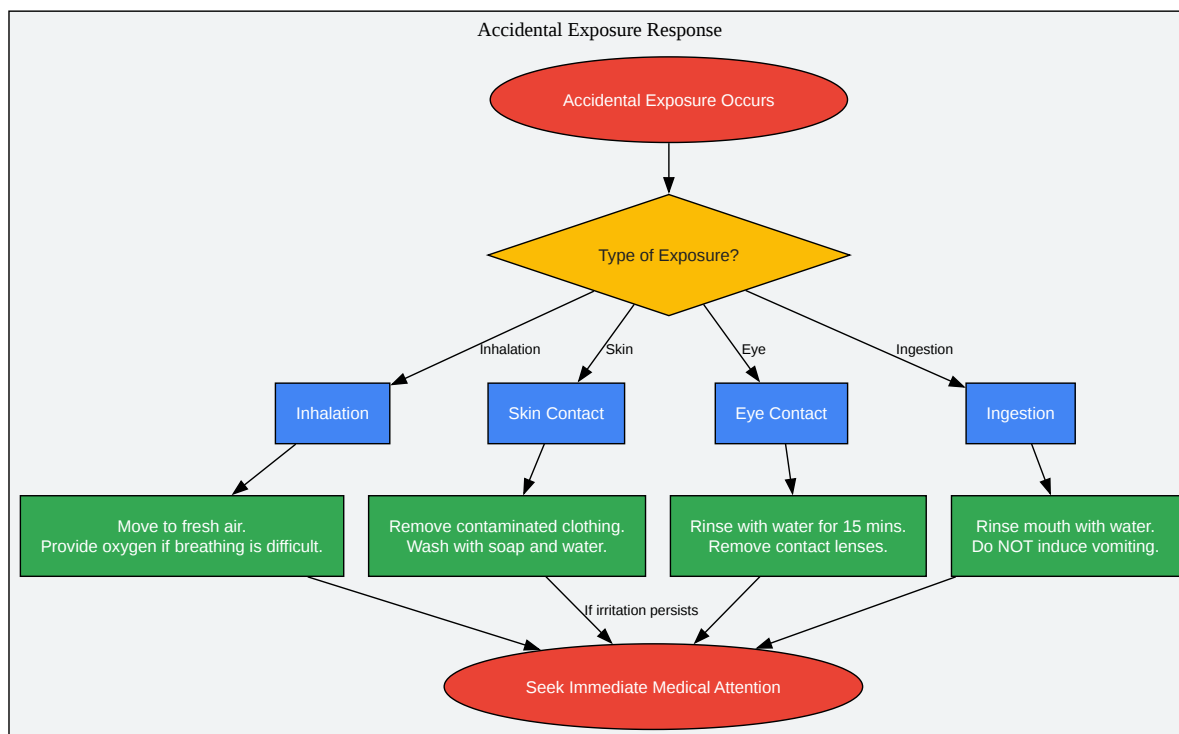 Accidental Exposure Response
Accidental Exposure Occurs
Type of Exposure?
Inhalation
Skin
Eye
Ingestion
Inhalation
Skin Contact
Eye Contact
Ingestion
Move to fresh air.
Provide oxygen if breathing is difficult.
Remove contaminated clothing.
Wash with soap and water.
Rinse with water for 15 mins.
Remove contact lenses.
Rinse mouth with water.
Do NOT induce vomiting.
If irritation persists
Seek Immediate Medical Attention